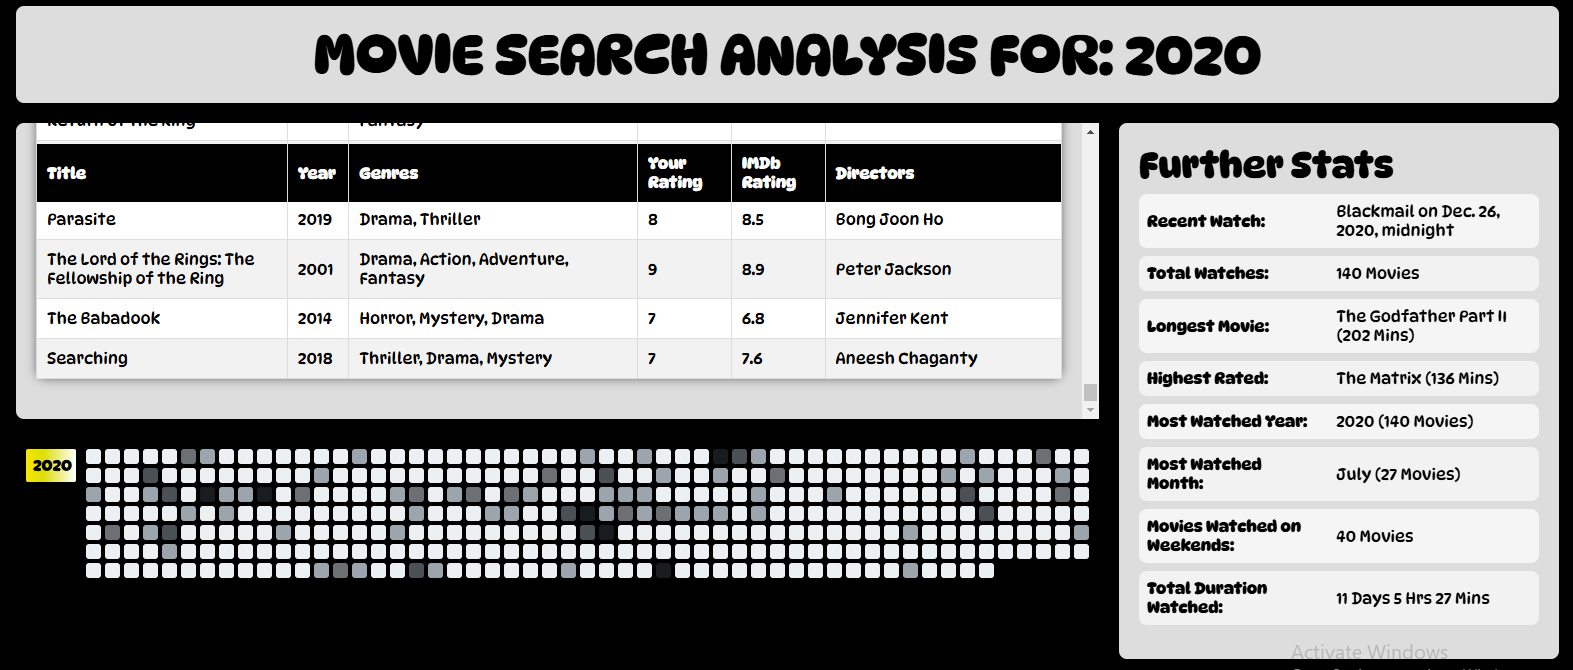 MOVIE SEARCH ANALYSIS FOR: 2020
Return of the Ring Fantasy
Title Year Genres Your Rating IMDb Rating Directors
Parasite 2019 Drama, Thriller 8 8.5 Bong Joon Ho
The Lord of the Rings: The Fellowship of the Ring 2001 Drama, Action, Adventure, Fantasy 9 8.9 Peter Jackson
The Babadook 2014 Horror, Mystery, Drama 7 6.8 Jennifer Kent
Searching 2018 Thriller, Drama, Mystery 7 7.6 Aneesh Chaganty
2020
Further Stats
Recent Watch: Blackmail on Dec. 26, 2020, midnight
Total Watches: 140 Movies
Longest Movie: The Godfather Part II (202 Mins)
Highest Rated: The Matrix (136 Mins)
Most Watched Year: 2020 (140 Movies)
Most Watched Month: July (27 Movies)
Movies Watched on Weekends: 40 Movies
Total Duration Watched: 11 Days 5 Hrs 27 Mins
Activate Windows